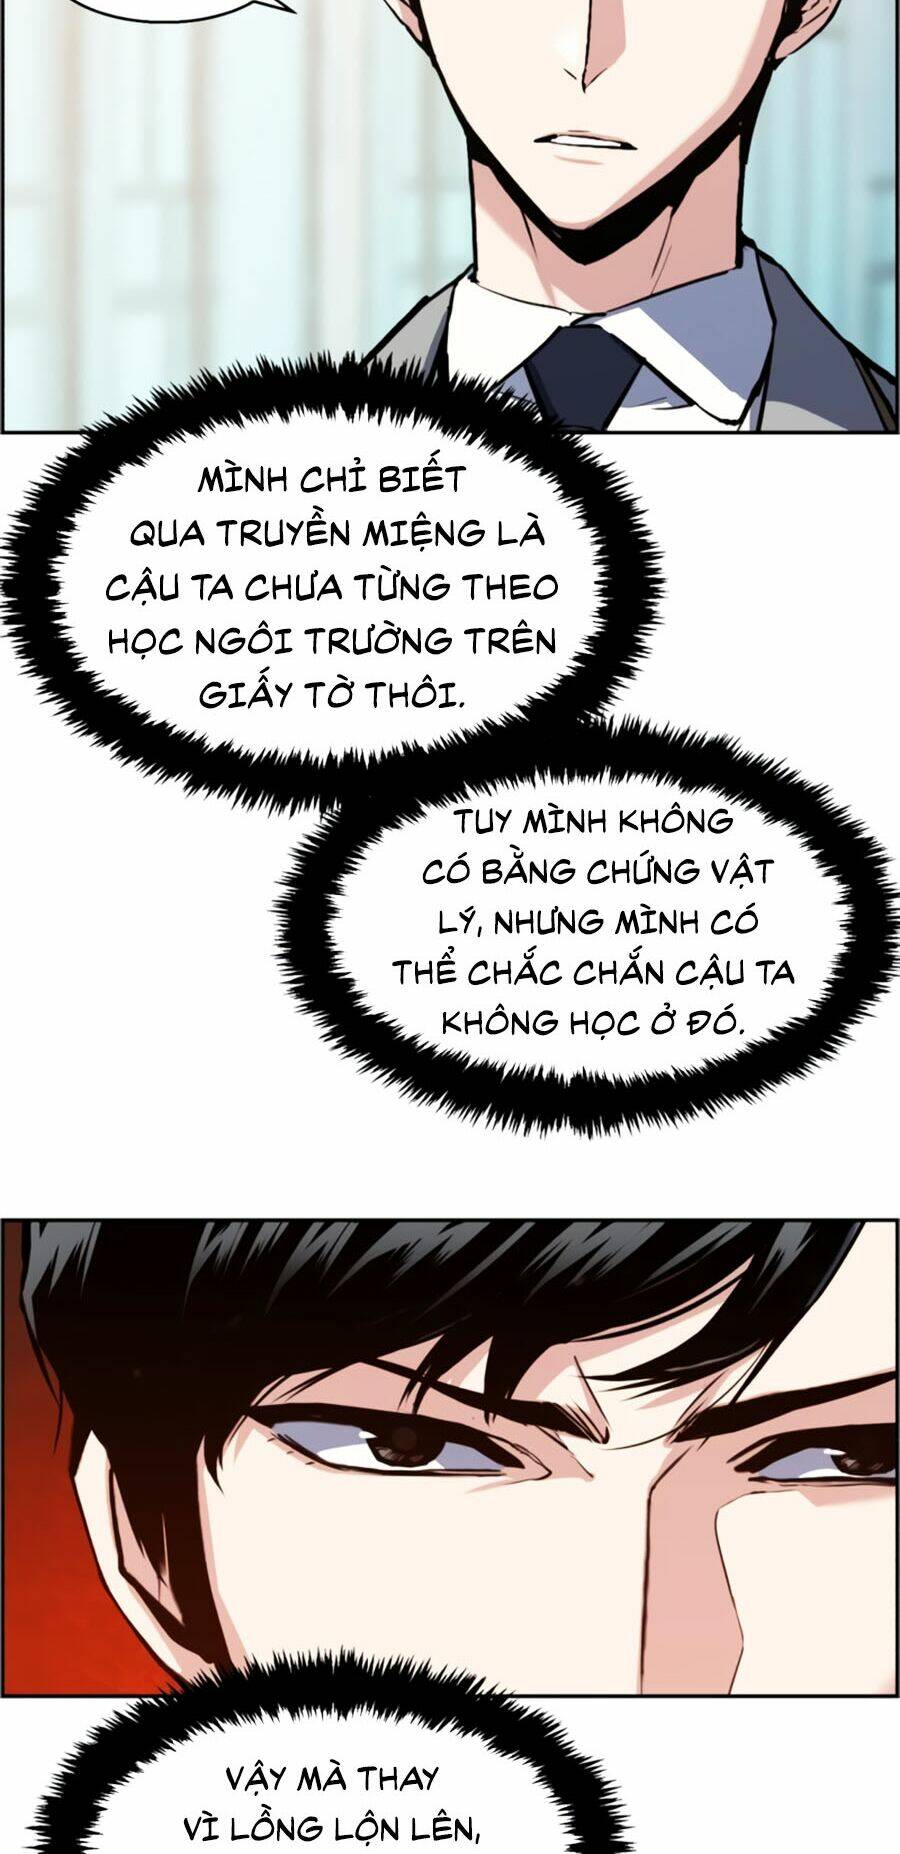 MÌNH CHỈ BIẾT
QUA TRUYỀN MIỆNG LÀ
CẬU TA CHƯA TỪNG THEO
HỌC NGÔI TRƯỜNG TRÊN
GIẤY TỜ THÔI.
TUY MÌNH KHÔNG
CÓ BẰNG CHỨNG VẬT
LÝ, NHƯNG MÌNH CÓ
THỂ CHẮC CHẮN CẬU TA
KHÔNG HỌC Ở ĐÓ.
VẬY MÀ THAY
VÌ LỒNG LỘN LÊN,